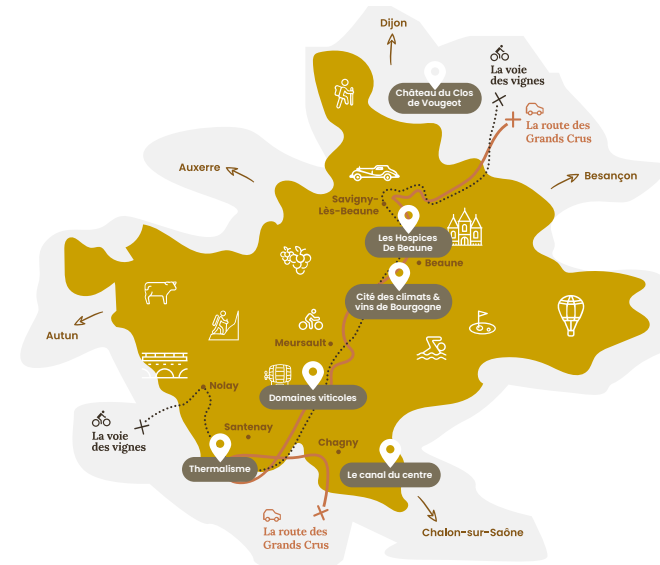 Dijon
La voie
des vignes
Château du Clos
de Vougeot
La route des
Grands Crus
Auxerre
Besançon
Savigny-
Lès-Beaune
Les Hospices
De Beaune
Beaune
Cité des climats &
vins de Bourgogne
Autun
Meursault
Nolay
Domaines viticoles
La voie
des vignes
Santenay
Chagny
Thermalisme
Le canal du centre
La route des
Grands Crus
Chalon-sur-Saône